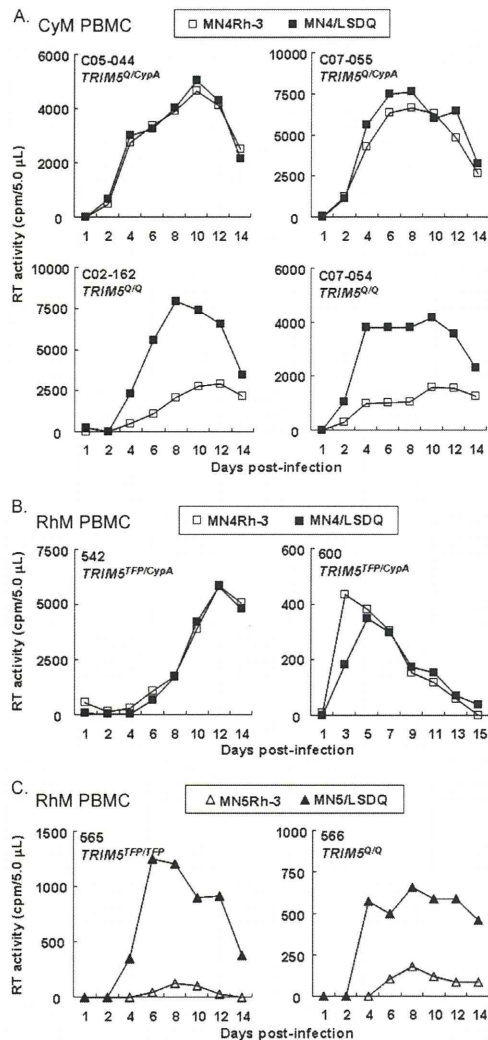 A. CyM PBMC
MN4Rh-3 MN4/LSDQ
RT activity (cpm/5.0 µL)
C05-044
TRIM5Q/CypA
6000
4000
2000
0
1 2 4 6 8 10 12 14
C07-055
TRIM5Q/CypA
10000
7500
5000
2500
0
1 2 4 6 8 10 12 14
C02-162
TRIM5Q/Q
10000
7500
5000
2500
0
1 2 4 6 8 10 12 14
C07-054
TRIM5Q/Q
6000
4000
2000
0
1 2 4 6 8 10 12 14
Days post-infection
B. RhM PBMC
MN4Rh-3 MN4/LSDQ
RT activity (cpm/5.0 µL)
542
TRIM5TFP/CypA
7500
5000
2500
0
1 2 4 6 8 10 12 14
600
TRIM5TFP/CypA
600
400
200
0
1 3 5 7 9 11 13 15
Days post-infection
C. RhM PBMC
MN5Rh-3 MN5/LSDQ
RT activity (cpm/5.0 µL)
565
TRIM5TFP/TFP
1500
1000
500
0
1 2 4 6 8 10 12 14
566
TRIM5Q/Q
1000
750
500
250
0
1 2 4 6 8 10 12 14
Days post-infection